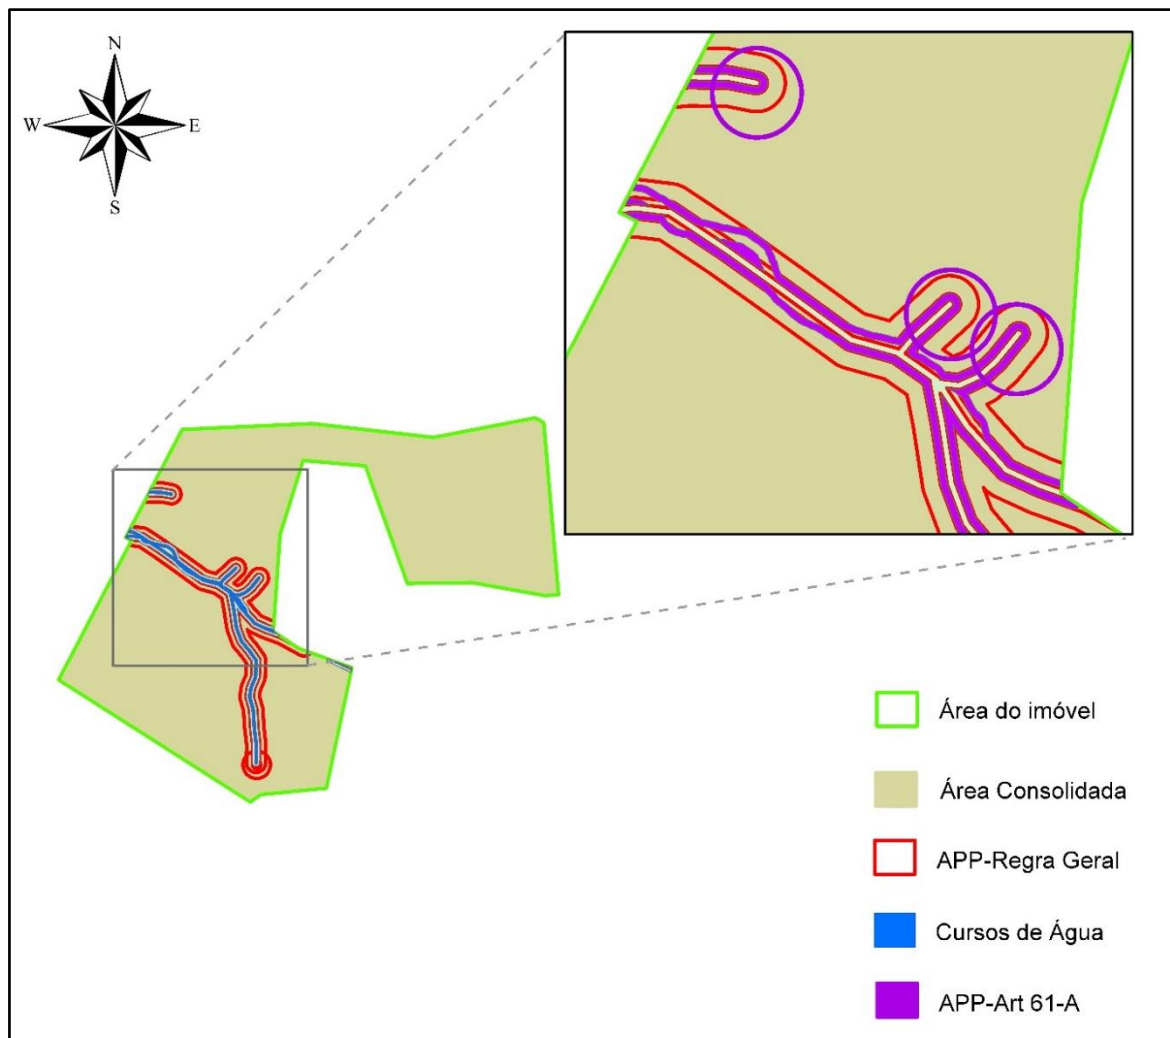 N
W E
S
Área do imóvel
Área Consolidada
APP-Regra Geral
Cursos de Água
APP-Art 61-A